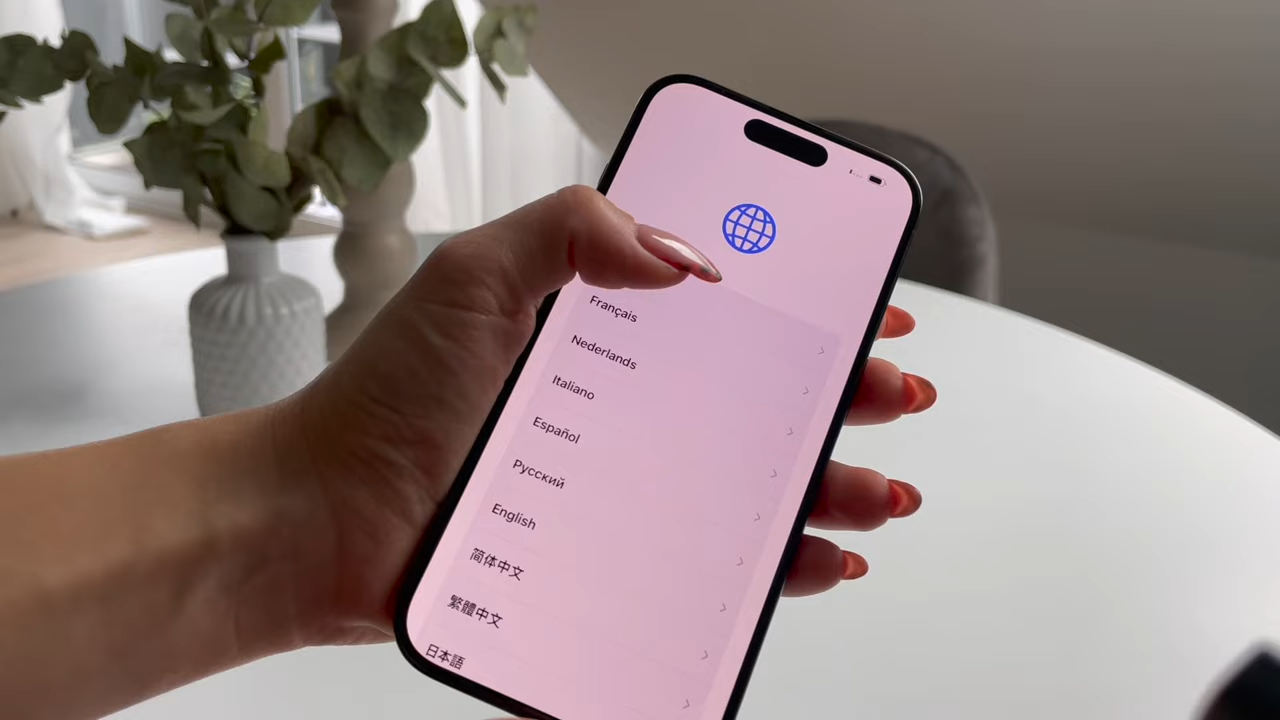 Français
Nederlands
Italiano
Español
Русский
English
简体中文
繁體中文
日本語